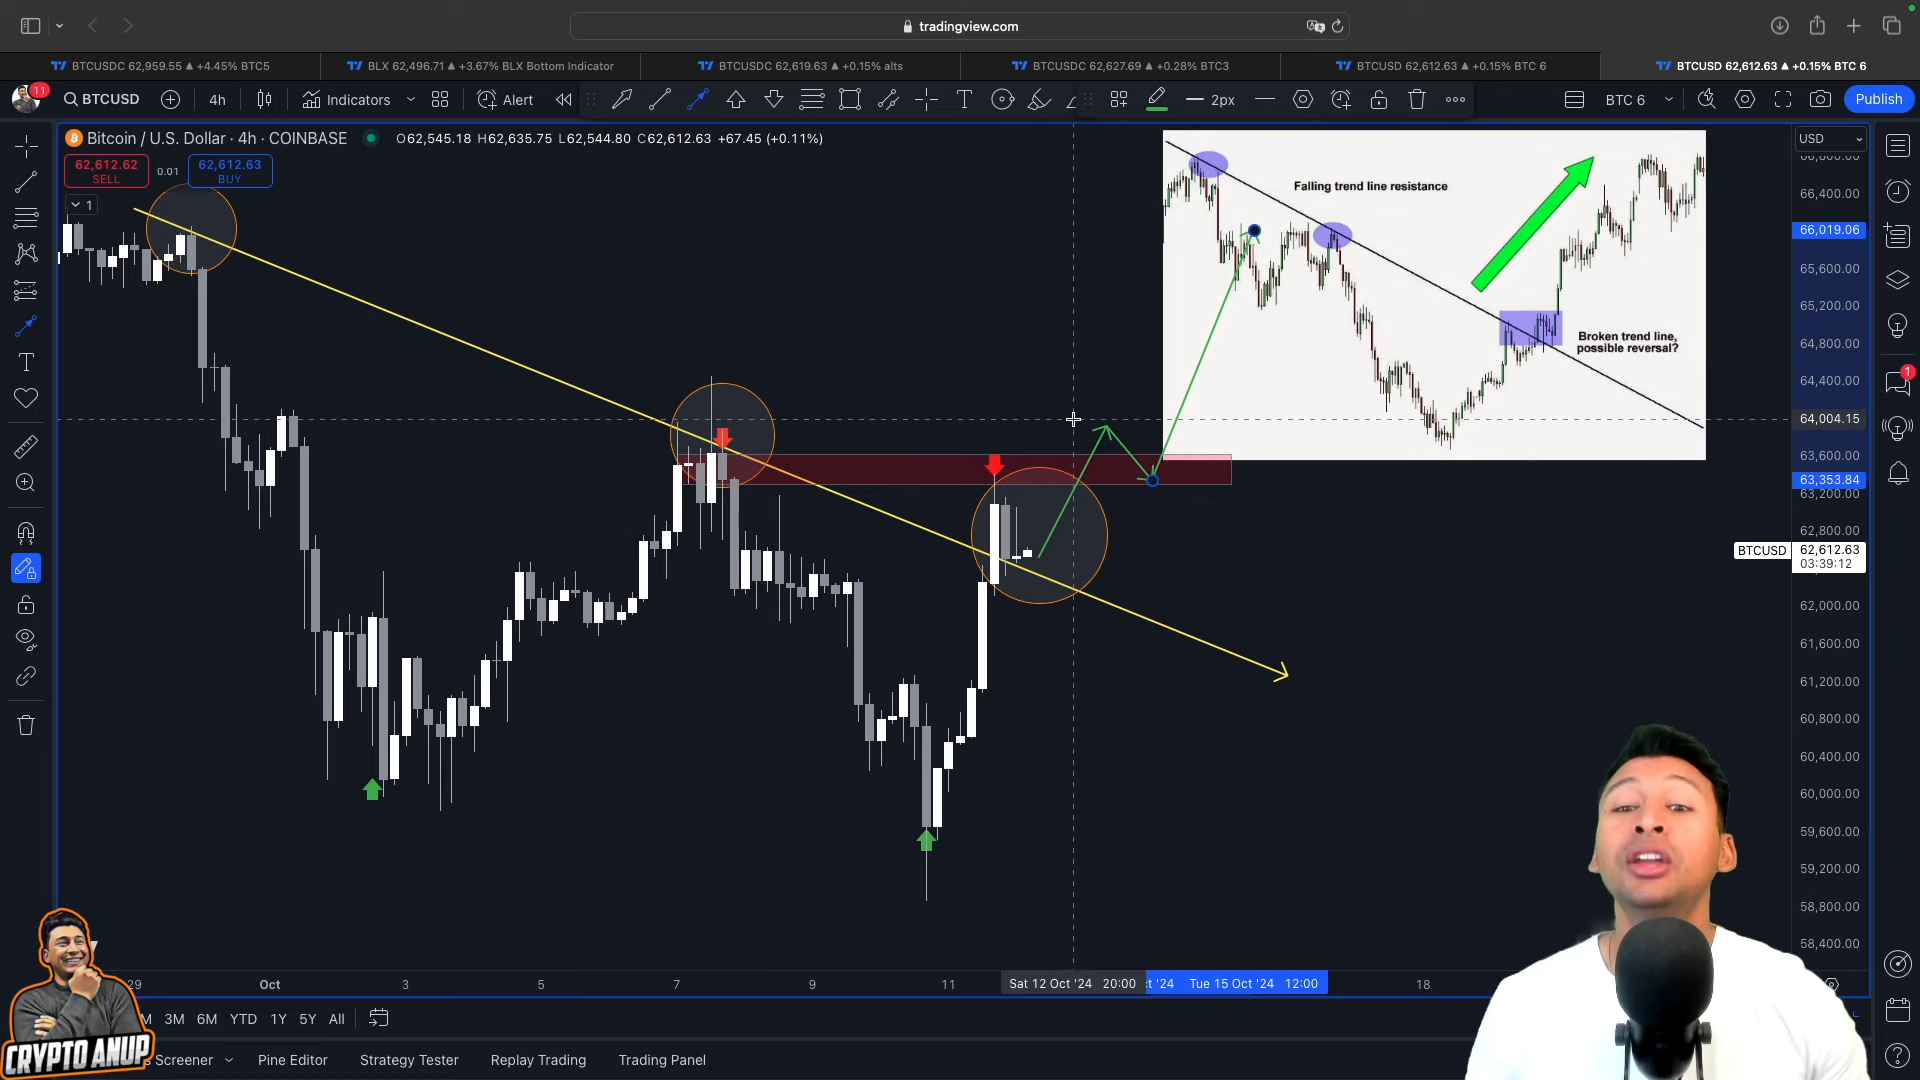 tradingview.com
BTCUSDC 62,959.55 ▲ +4.45% BTC5
BLX 62,496.71 ▲ +3.67% BLX Bottom Indicator
BTCUSDC 62,619.63 ▲ +0.15% alts
BTCUSDC 62,627.69 ▲ +0.28% BTC3
BTCUSD 62,612.63 ▲ +0.15% BTC 6
BTCUSD 62,612.63 ▲ +0.15% BTC 6
11
BTCUSD
4h
Indicators
Alert
2px
BTC 6
Publish
Bitcoin / U.S. Dollar · 4h · COINBASE
O62,545.18 H62,635.75 L62,544.80 C62,612.63 +67.45 (+0.11%)
USD
62,612.62
SELL
0.01
62,612.63
BUY
1
Falling trend line resistance
Broken trend line,
possible reversal?
66,800.00
66,400.00
66,019.06
65,600.00
65,200.00
64,800.00
64,400.00
64,004.15
63,600.00
63,353.84
63,200.00
62,800.00
BTCUSD
62,612.63
03:39:12
62,000.00
61,600.00
61,200.00
60,800.00
60,400.00
60,000.00
59,600.00
59,200.00
58,800.00
58,400.00
1
29
Oct
3
5
7
9
11
Sat 12 Oct '24 20:00
'24
Tue 15 Oct '24 12:00
18
3M
6M
YTD
1Y
5Y
All
Screener
Pine Editor
Strategy Tester
Replay Trading
Trading Panel
CRYPTO ANUP